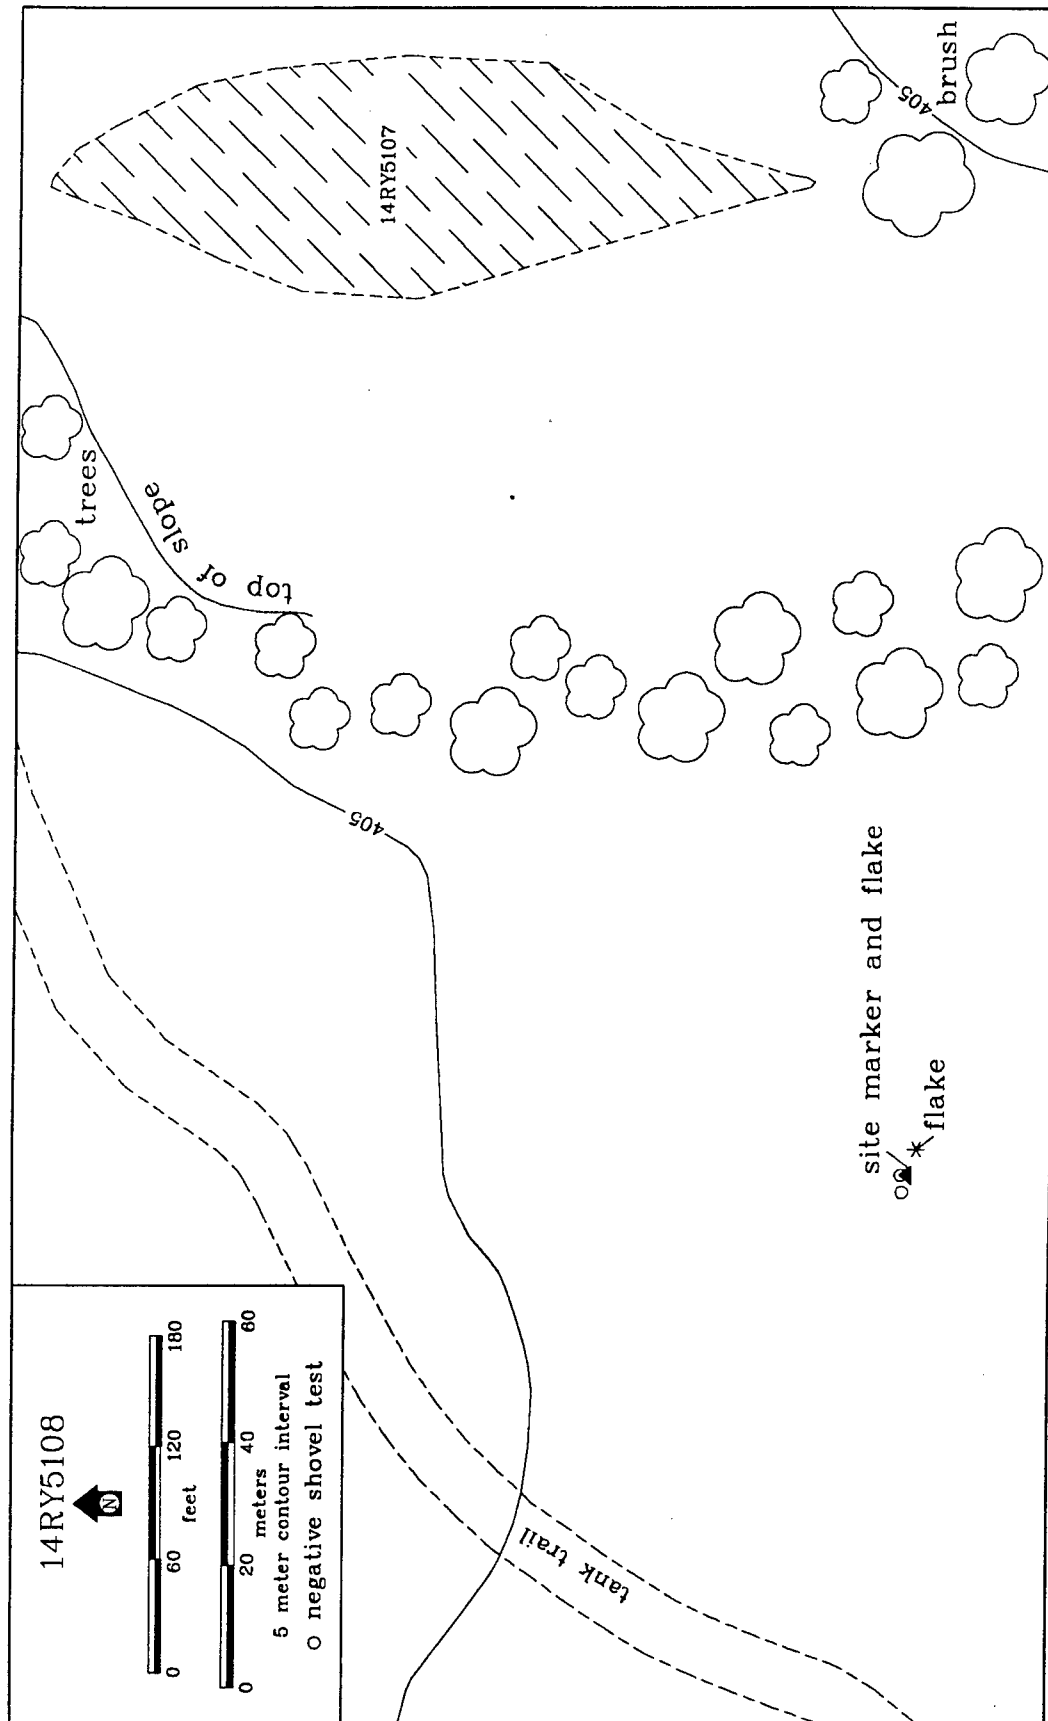 14RY5108
N
0 60 120 180
feet
0 20 40 60
meters
5 meter contour interval
O negative shovel test
trees
top of slope
14RY5107
405
brush
405
tank trail
site marker and flake
flake